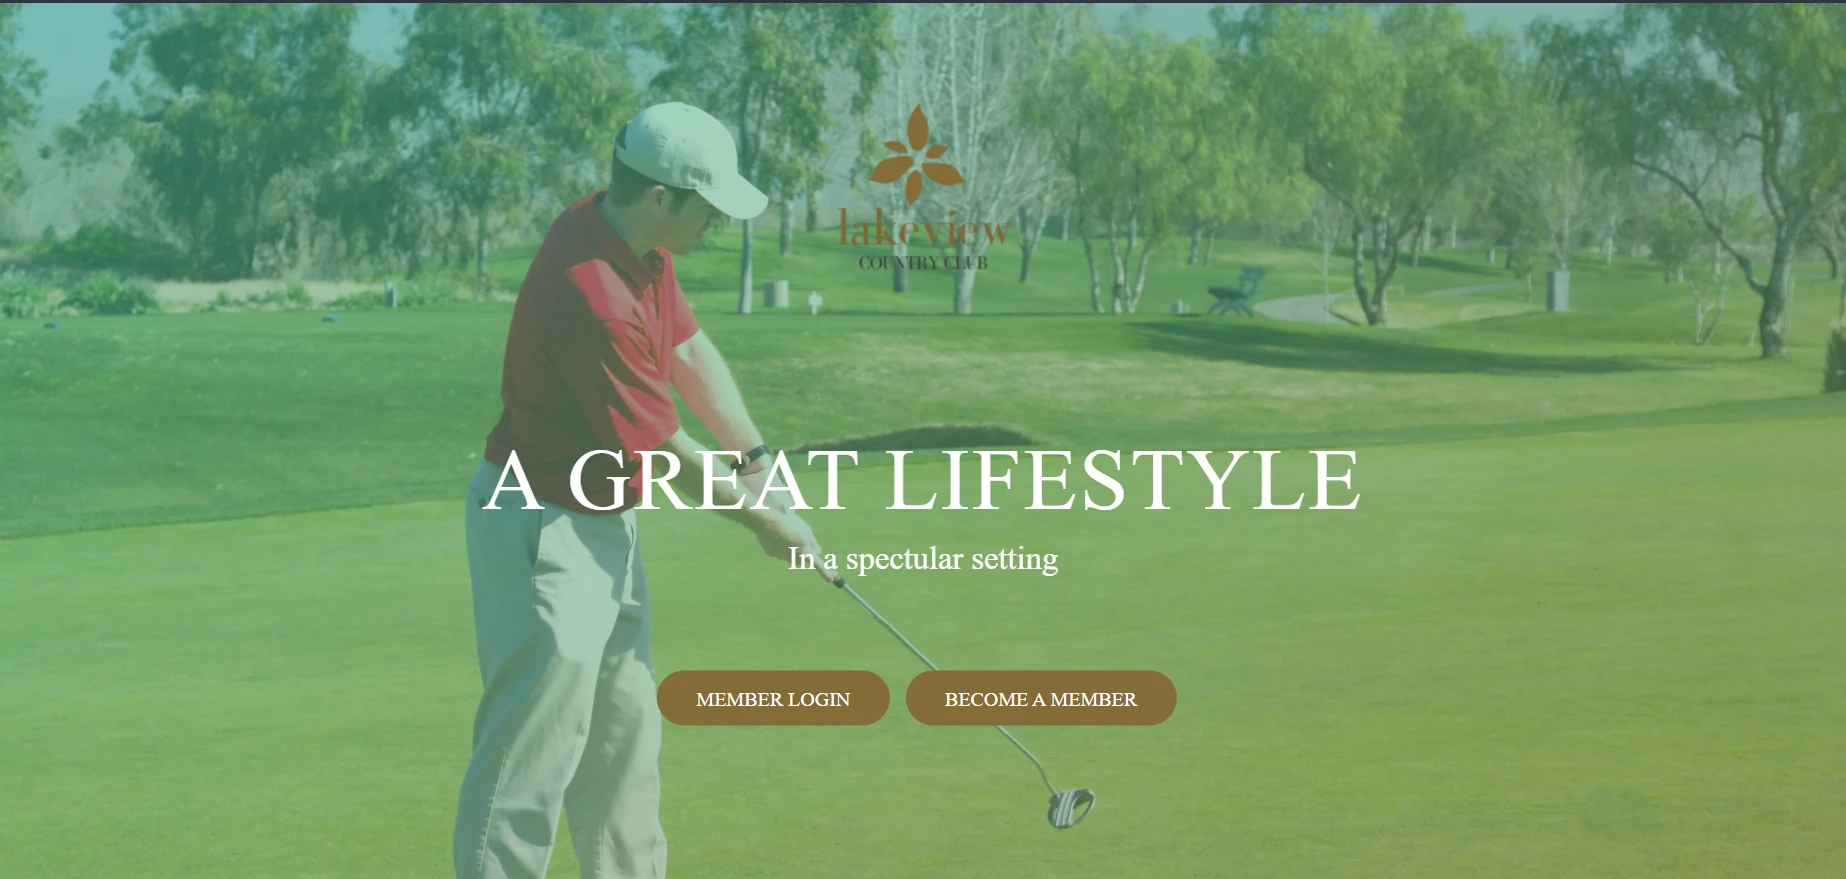 lakeview
COUNTRY CLUB
A GREAT LIFESTYLE
In a spectular setting
MEMBER LOGIN
BECOME A MEMBER